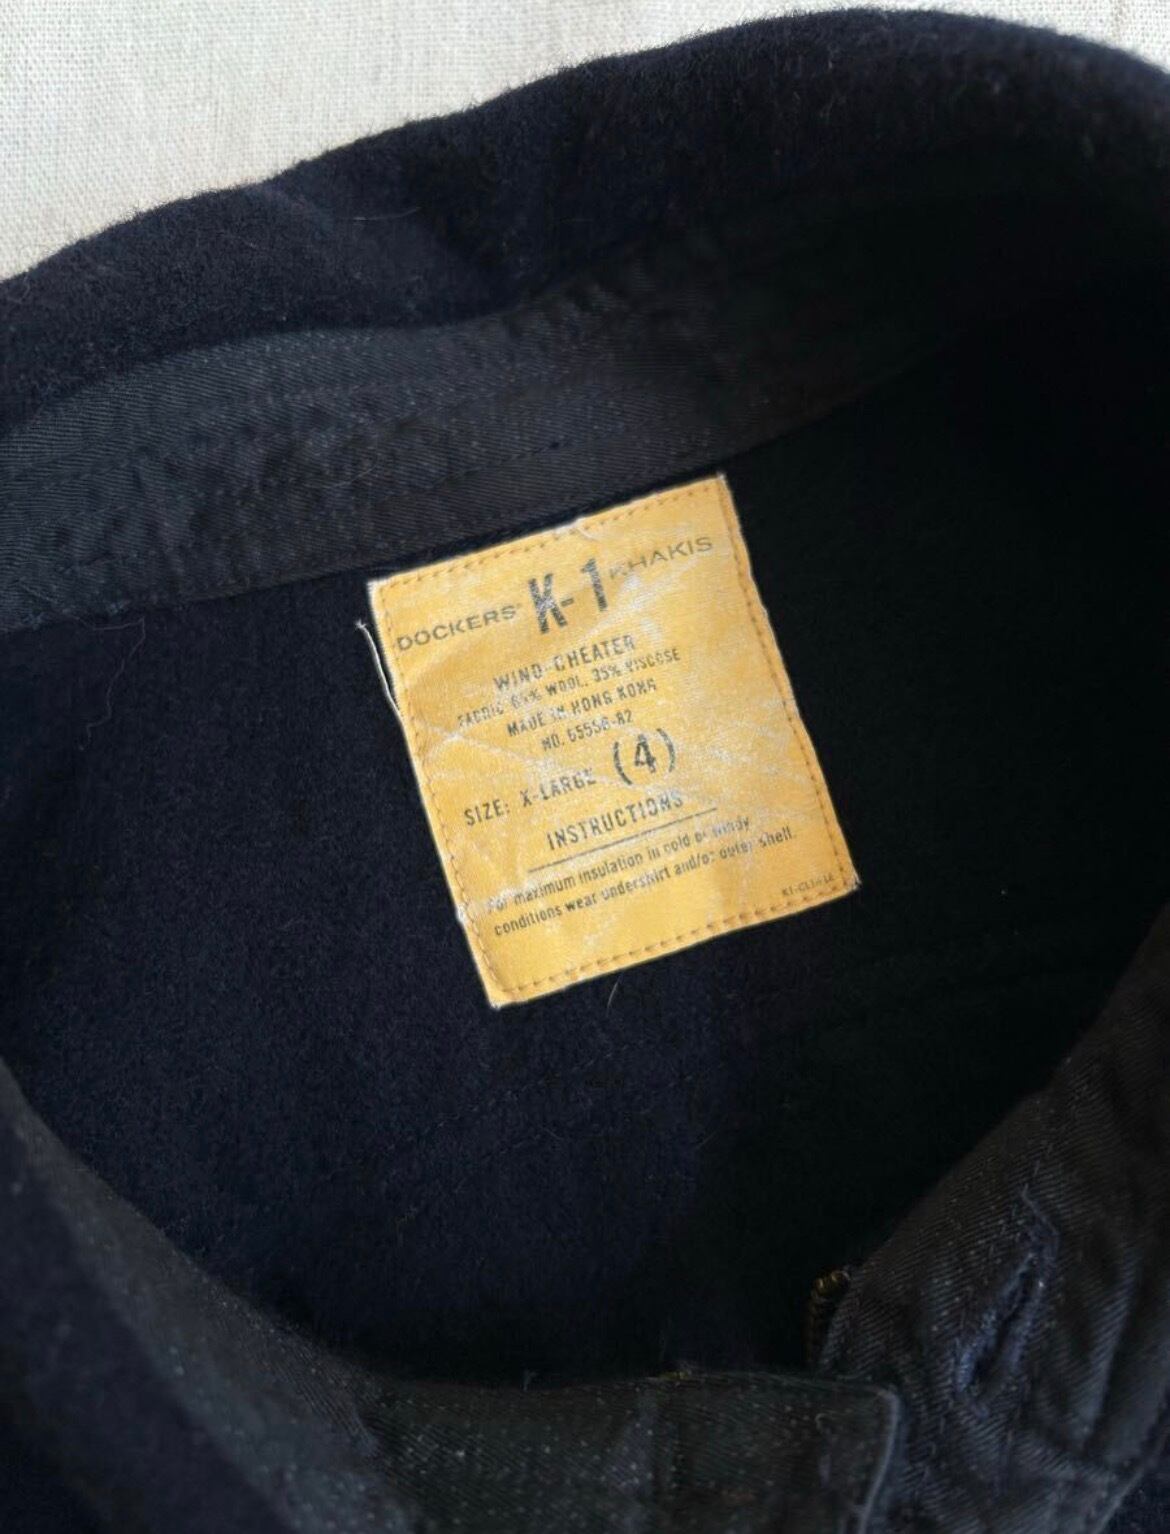 DOCKERS® K-1 KHAKIS
WIND-CHEATER
FABRIC 65% WOOL, 35% VISCOSE
MADE IN HONG KONG
NO. 65556-82
SIZE: X-LARGE (4)
INSTRUCTIONS
For maximum insulation in cold or windy
conditions wear undershirt and/or outer shell.